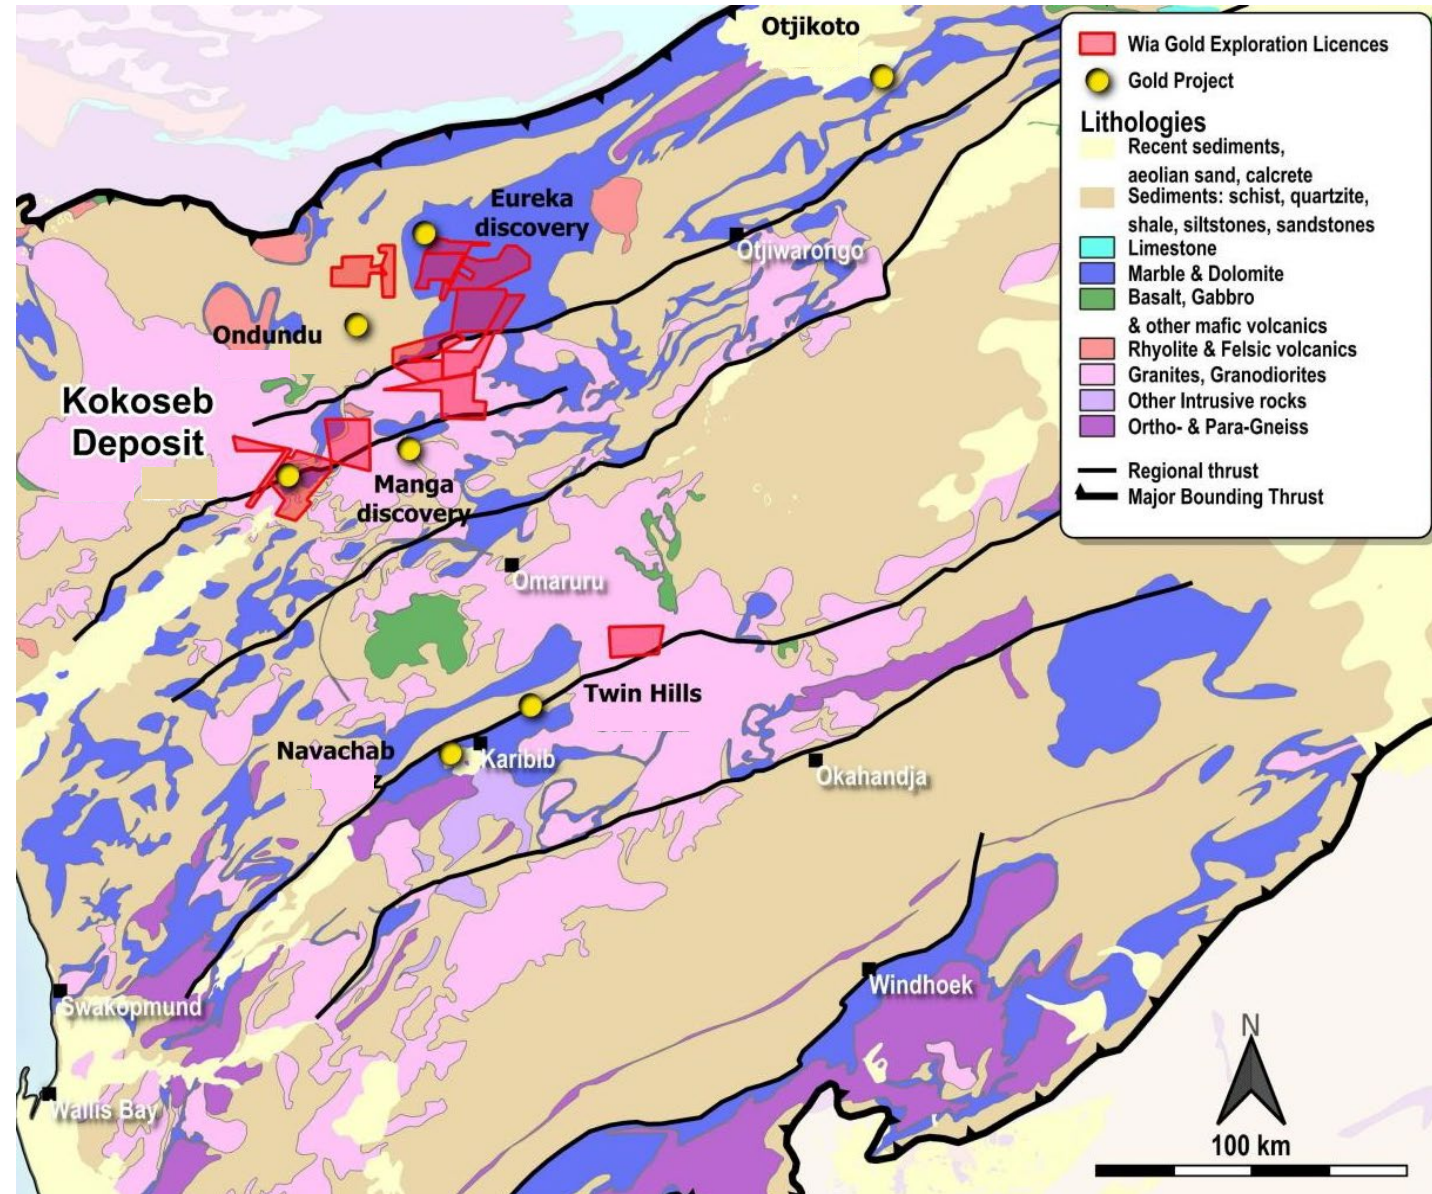 Otjikoto
Wia Gold Exploration Licences
Gold Project
Lithologies
Recent sediments,
aeolian sand, calcrete
Sediments: schist, quartzite,
shale, siltstones, sandstones
Limestone
Marble & Dolomite
Basalt, Gabbro
& other mafic volcanics
Rhyolite & Felsic volcanics
Granites, Granodiorites
Other Intrusive rocks
Ortho- & Para-Gneiss
Regional thrust
Major Bounding Thrust
Eureka
discovery
Otjiwarongo
Ondundu
Kokoseb
Deposit
Manga
discovery
Omaruru
Twin Hills
Navachab
z
Karibib
Okahandja
Windhoek
Swakopmund
Wallis Bay
N
100 km